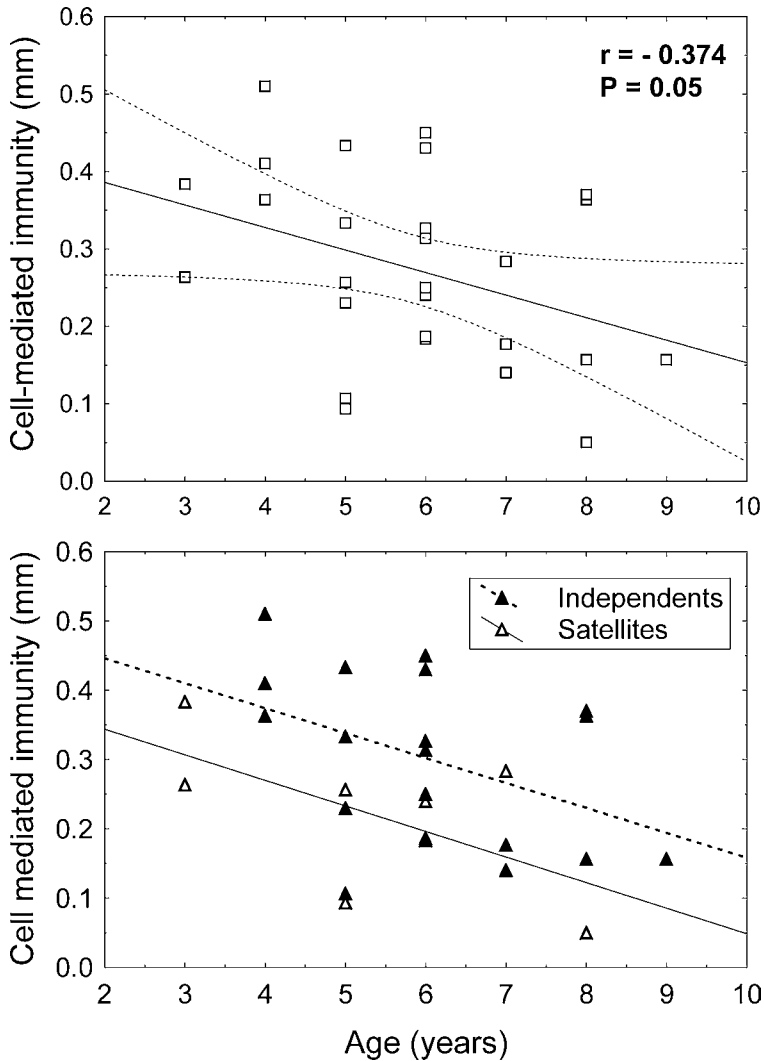 0.6
r = - 0.374
P = 0.05
0.5
0.4
0.3
0.2
0.1
0.0
Cell-mediated immunity (mm)
2 3 4 5 6 7 8 9 10
0.6
Independents
Satellites
0.5
0.4
0.3
0.2
0.1
0.0
Cell mediated immunity (mm)
2 3 4 5 6 7 8 9 10
Age (years)